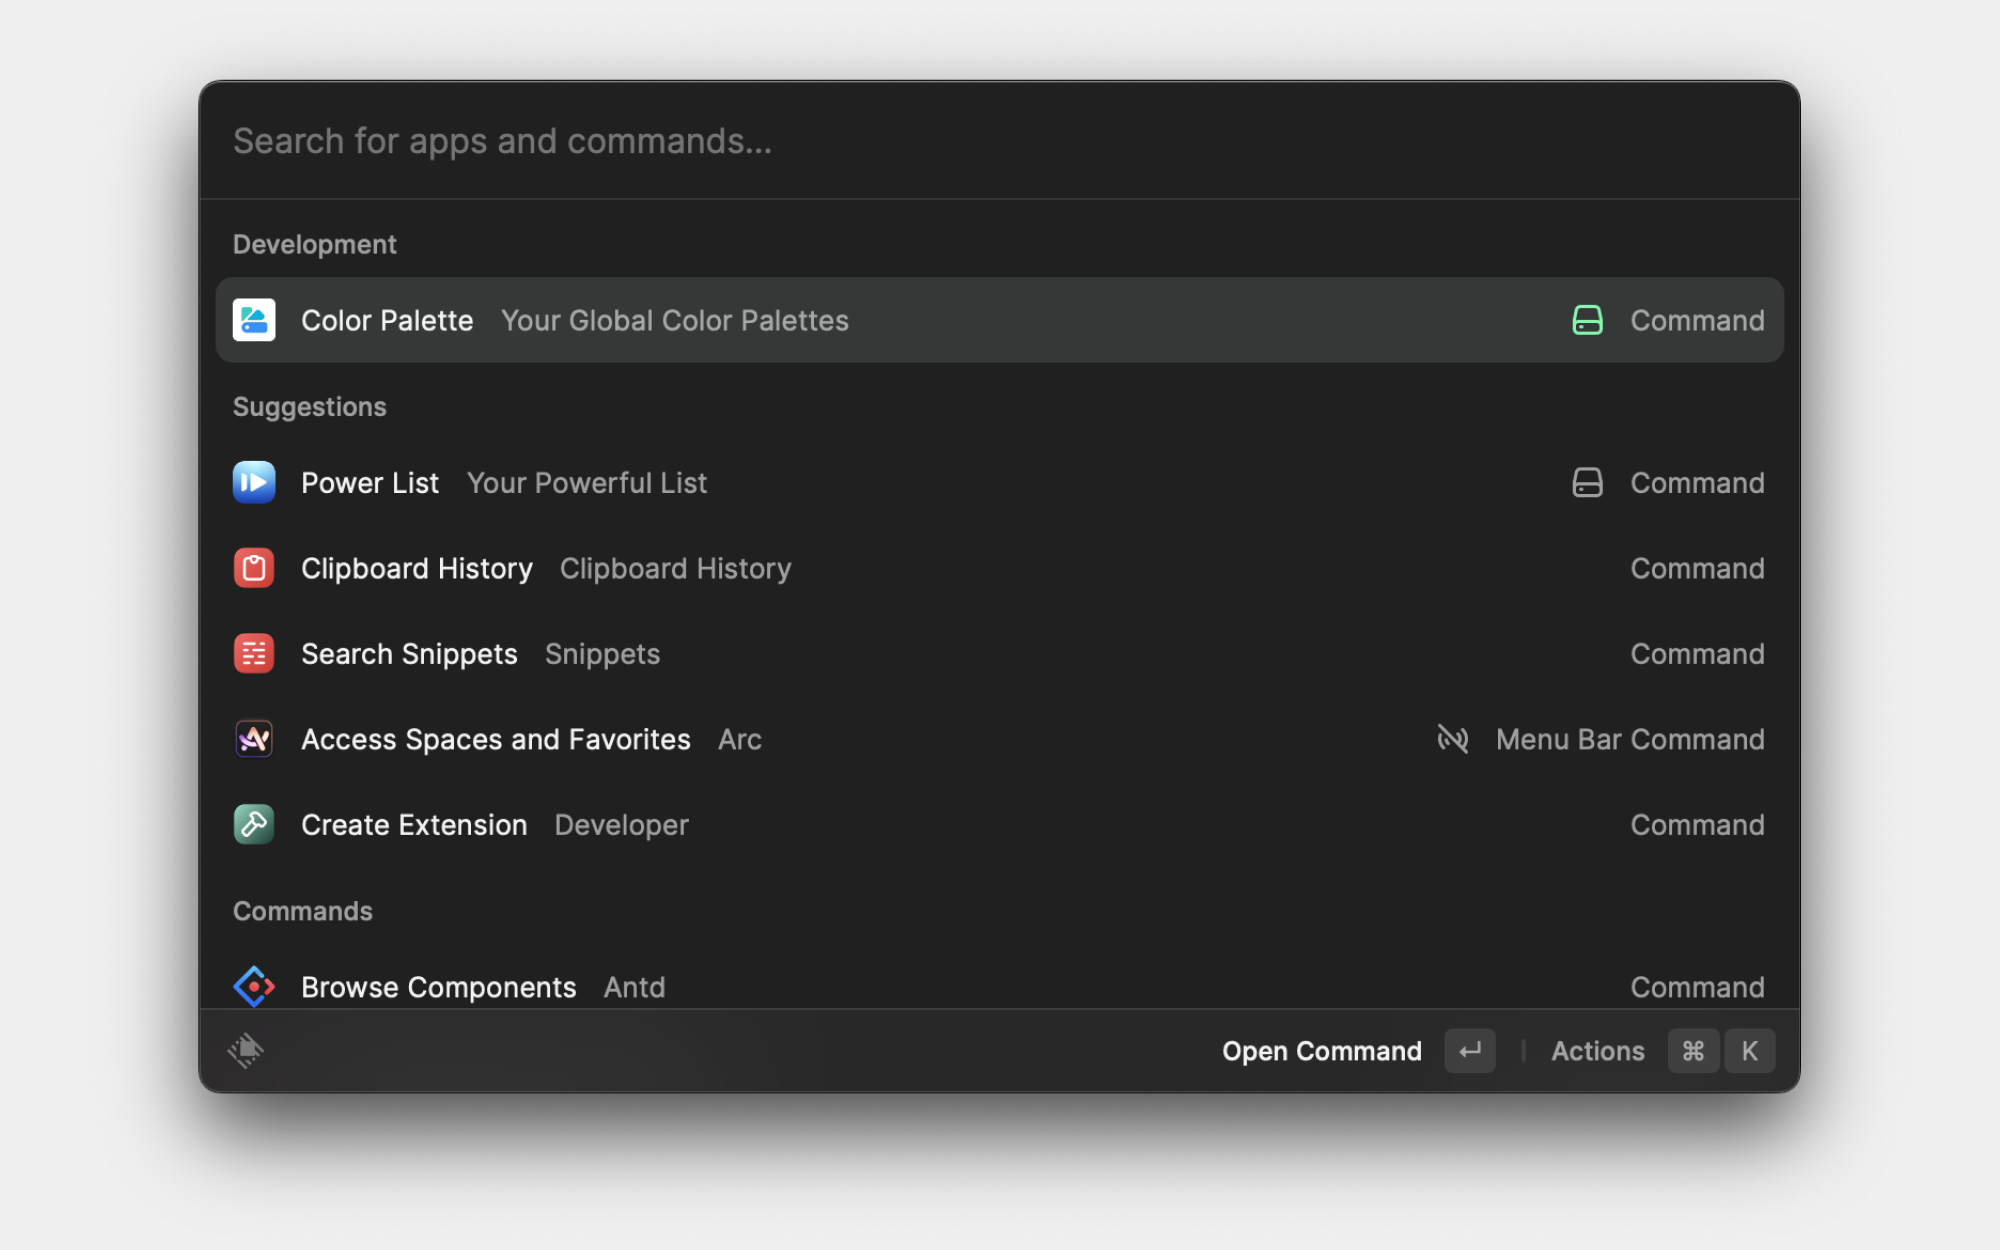 Search for apps and commands...
Development
Color Palette Your Global Color Palettes Command
Suggestions
Power List Your Powerful List Command
Clipboard History Clipboard History Command
Search Snippets Snippets Command
Access Spaces and Favorites Arc Menu Bar Command
Create Extension Developer Command
Commands
Browse Components Antd Command
Open Command ↵ Actions ⌘ K